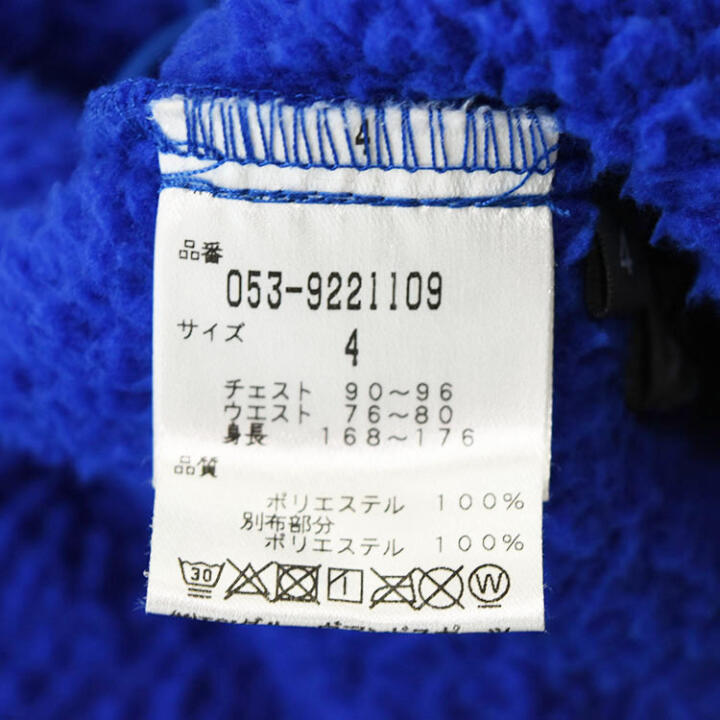 4
品番
053-9221109
サイズ
4
チェスト 90～96
ウエスト 76～80
身長 168～176
品質
ポリエステル 100%
別布部分
ポリエステル 100%
30 W
4